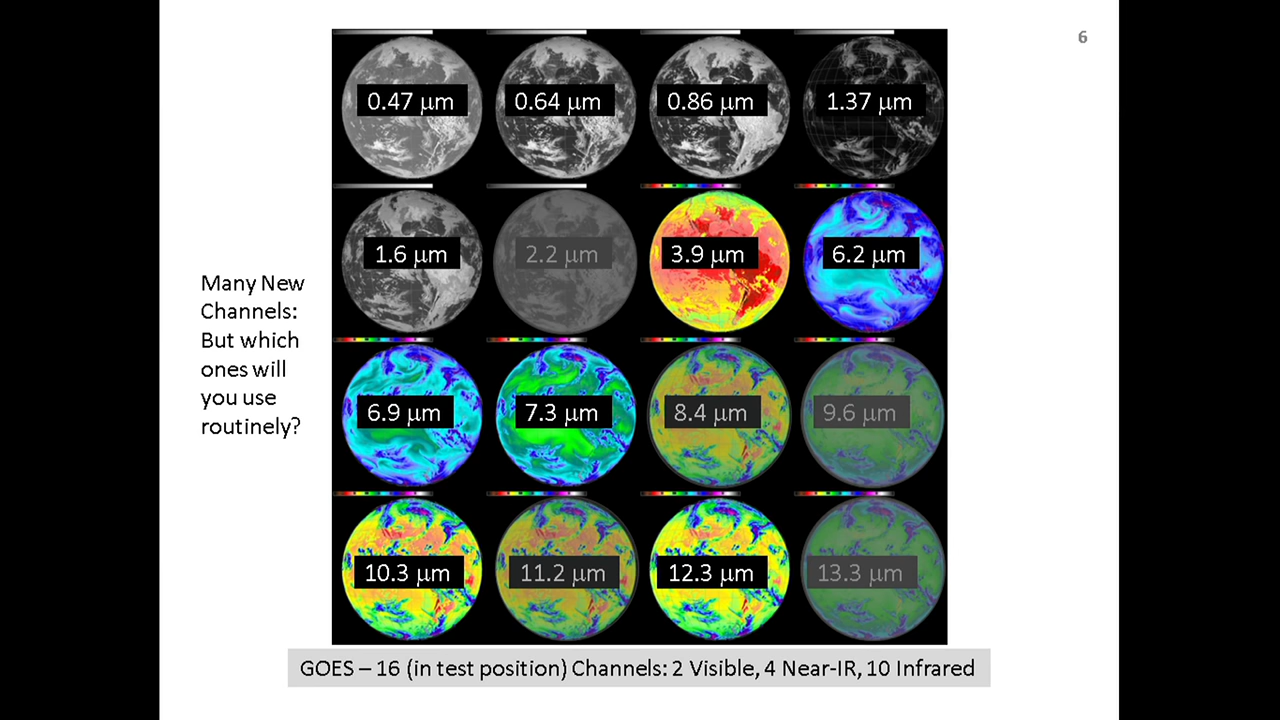 6
0.47 μm
0.64 μm
0.86 μm
1.37 μm
1.6 μm
2.2 μm
3.9 μm
6.2 μm
Many New
Channels:
But which
ones will
you use
routinely?
6.9 μm
7.3 μm
8.4 μm
9.6 μm
10.3 μm
11.2 μm
12.3 μm
13.3 μm
GOES – 16 (in test position) Channels: 2 Visible, 4 Near-IR, 10 Infrared